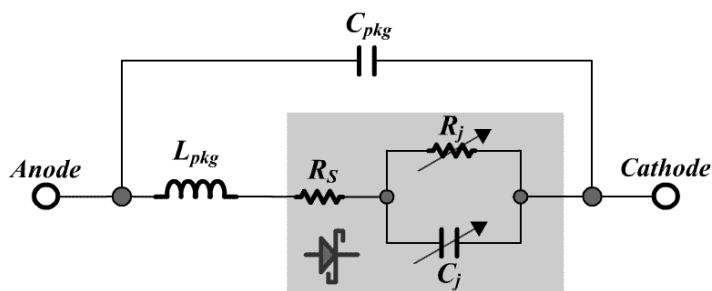 C_pkg
L_pkg
R_j
Anode
R_S
Cathode
C_j